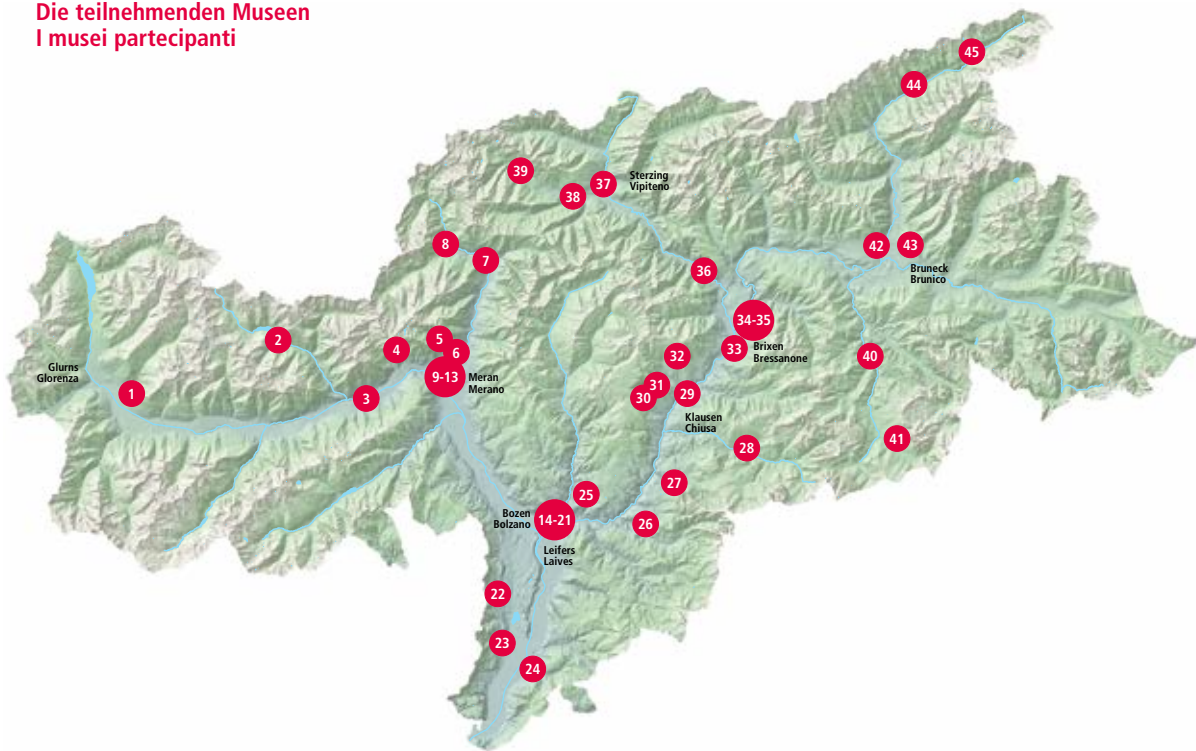 Die teilnehmenden Museen
I musei partecipanti
45
44
39
37
Sterzing
Vipiteno
38
8
7
42
43
36
Bruneck
Brunico
34-35
2
5
4
6
32
33
Brixen
Bressanone
40
Glurns
Glorenza
9-13
Meran
Merano
1
3
31
30
29
Klausen
Chiusa
41
28
27
25
Bozen
Bolzano
14-21
26
Leifers
Laives
22
23
24